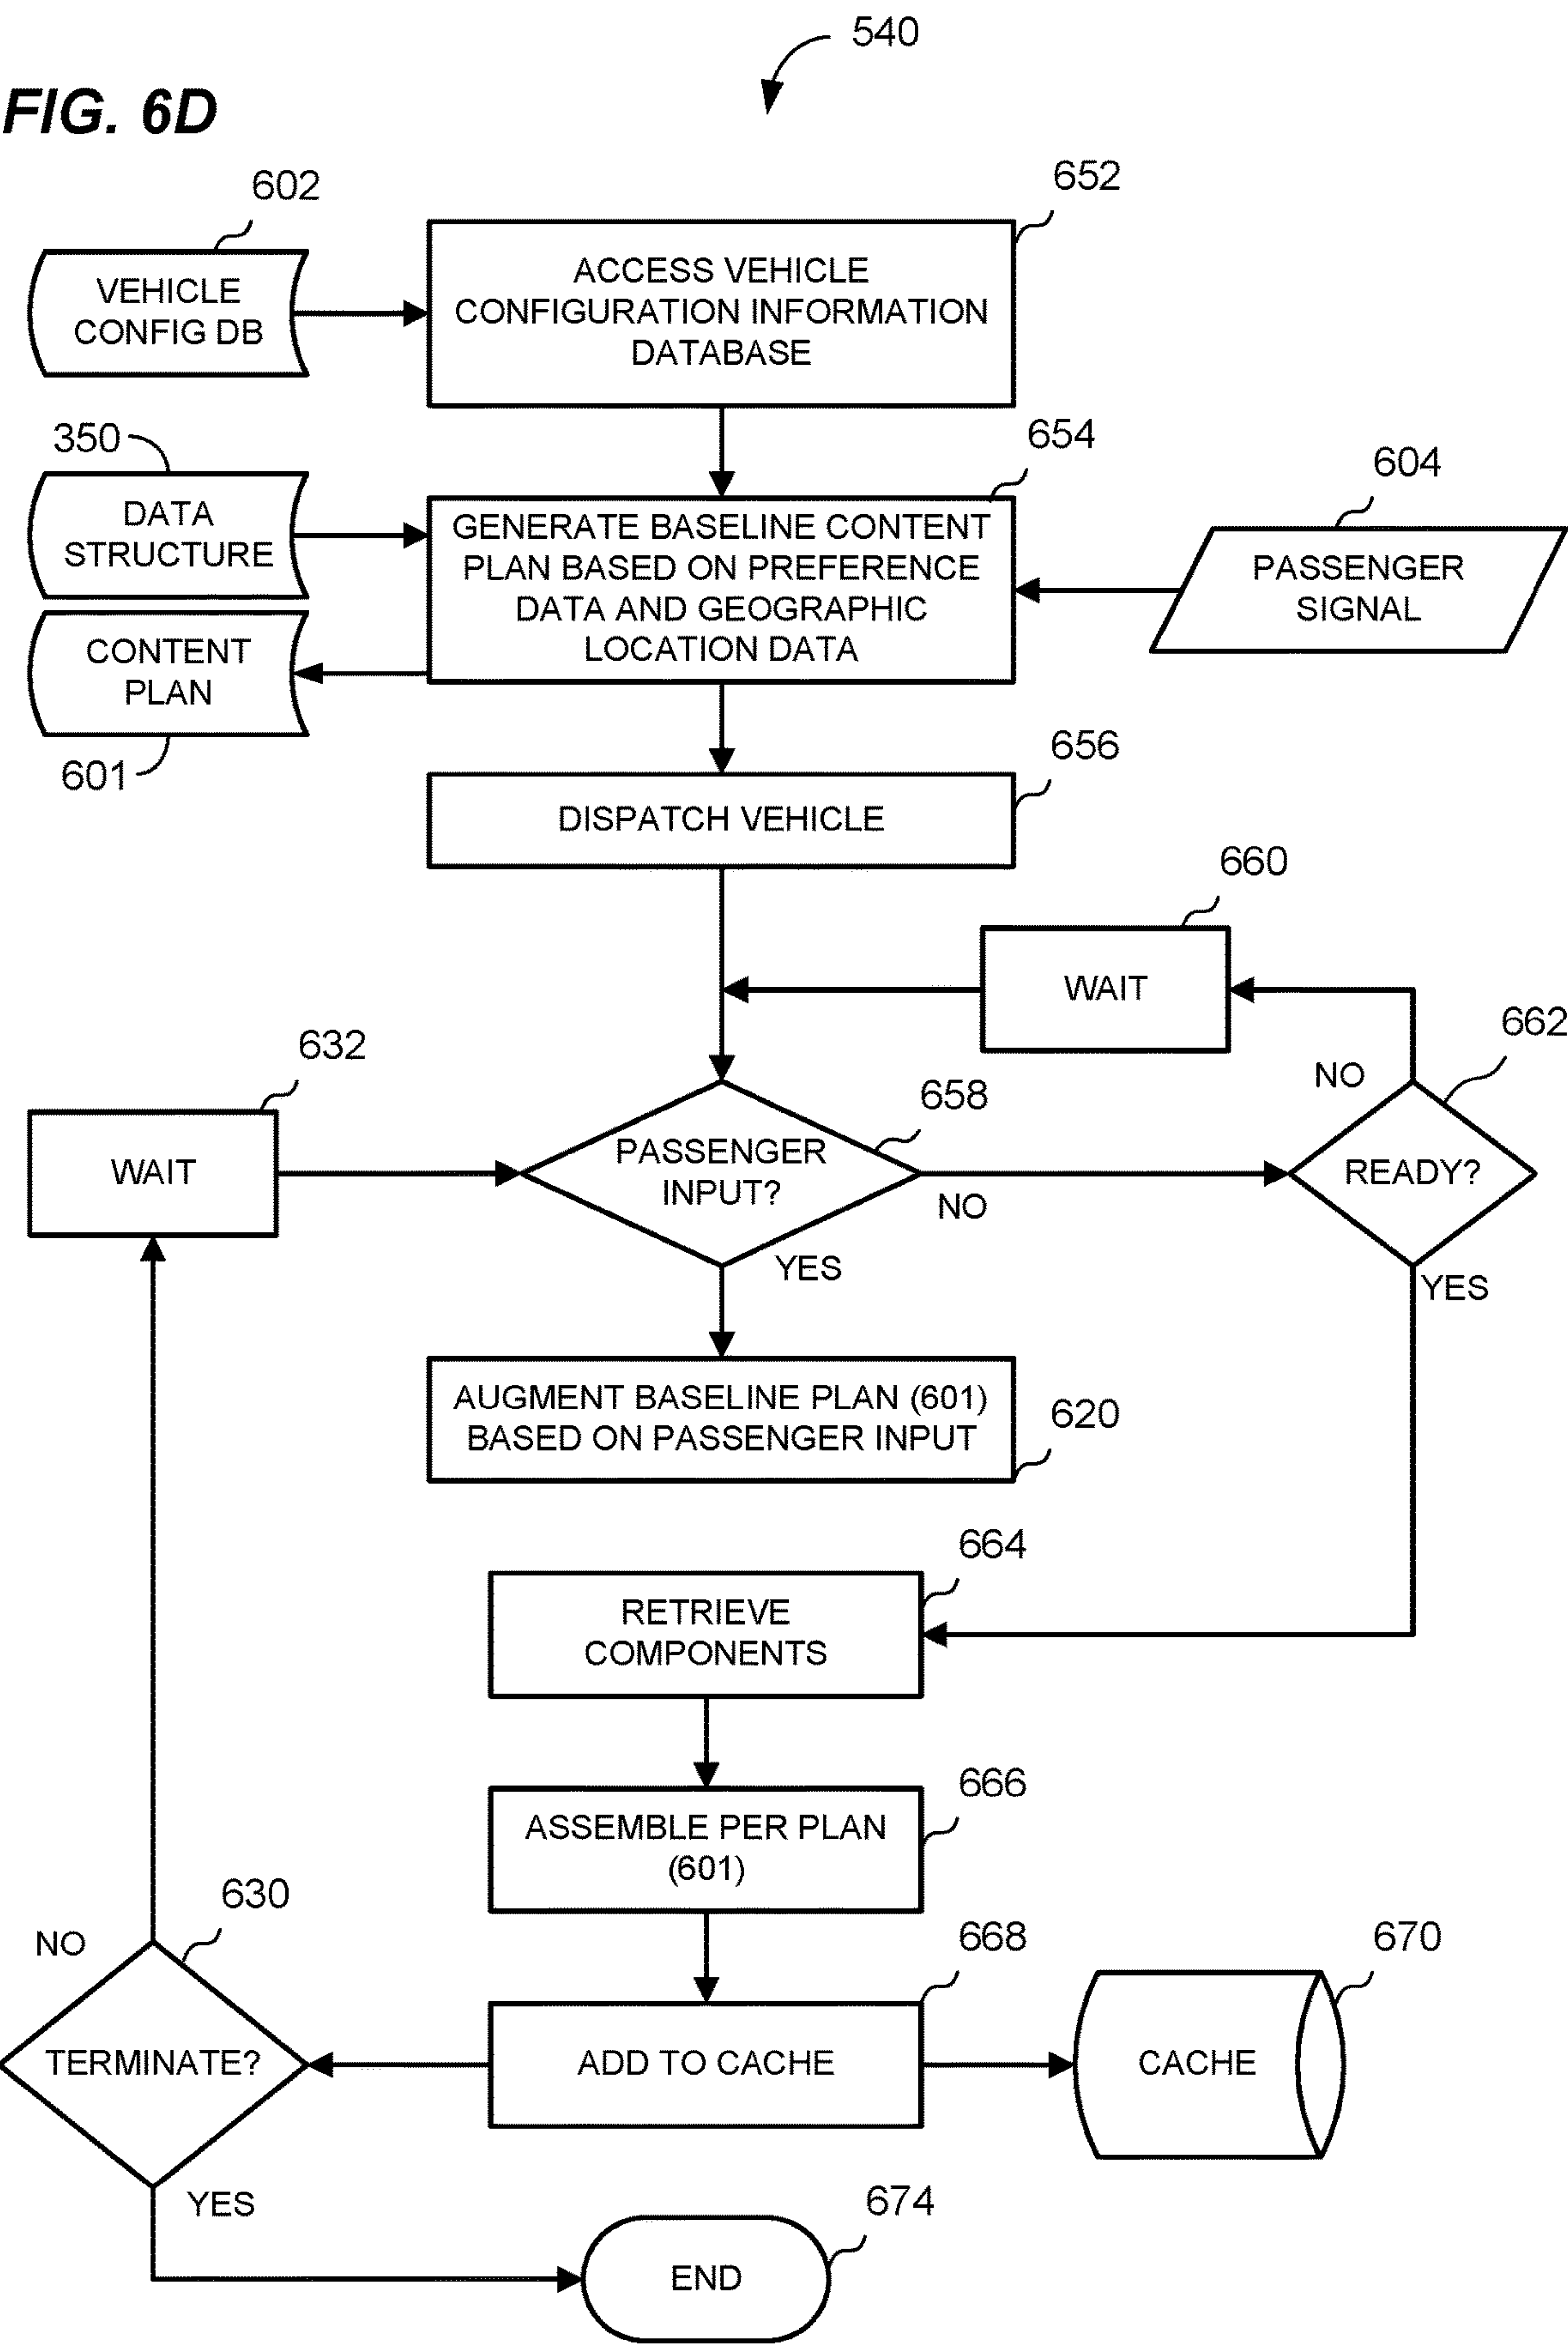 540
FIG. 6D
602
652
VEHICLE
CONFIG DB
ACCESS VEHICLE
CONFIGURATION INFORMATION
DATABASE
350
654
604
DATA
STRUCTURE
GENERATE BASELINE CONTENT
PLAN BASED ON PREFERENCE
DATA AND GEOGRAPHIC
LOCATION DATA
PASSENGER
SIGNAL
CONTENT
PLAN
601
656
DISPATCH VEHICLE
660
WAIT
662
632
NO
658
WAIT
PASSENGER
INPUT?
READY?
NO
YES
YES
AUGMENT BASELINE PLAN (601)
BASED ON PASSENGER INPUT
620
664
RETRIEVE
COMPONENTS
666
ASSEMBLE PER PLAN
(601)
630
NO
668
670
TERMINATE?
ADD TO CACHE
CACHE
YES
674
END